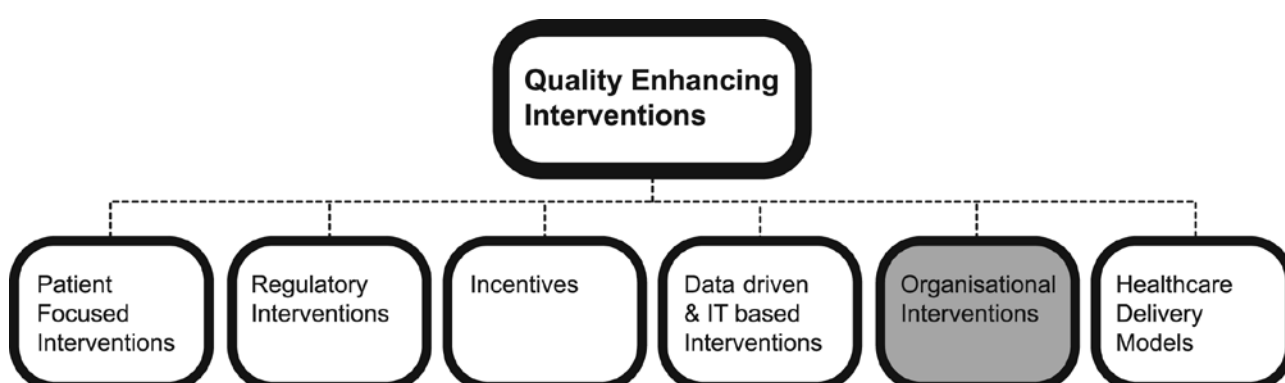 Quality Enhancing
Interventions
Patient
Focused
Interventions
Regulatory
Interventions
Incentives
Data driven
& IT based
Interventions
Organisational
Interventions
Healthcare
Delivery
Models